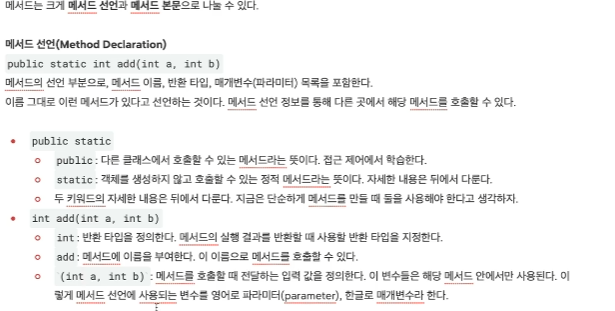 메서드는 크게 메서드 선언과 메서드 본문으로 나눌 수 있다.
메서드 선언(Method Declaration)
public static int add(int a, int b)
메서드의 선언 부분으로, 메서드 이름, 반환 타입, 매개변수(파라미터) 목록을 포함한다.
이름 그대로 이런 메서드가 있다고 선언하는 것이다. 메서드 선언 정보를 통해 다른 곳에서 해당 메서드를 호출할 수 있다.
public static
public : 다른 클래스에서 호출할 수 있는 메서드라는 뜻이다. 접근 제어에서 학습한다.
static : 객체를 생성하지 않고 호출할 수 있는 정적 메서드라는 뜻이다. 자세한 내용은 뒤에서 다룬다.
두 키워드의 자세한 내용은 뒤에서 다룬다. 지금은 단순하게 메서드를 만들 때 둘을 사용해야 한다고 생각하자.
int add(int a, int b)
int : 반환 타입을 정의한다. 메서드의 실행 결과를 반환할 때 사용할 반환 타입을 지정한다.
add : 메서드에 이름을 부여한다. 이 이름으로 메서드를 호출할 수 있다.
(int a, int b) : 메서드를 호출할 때 전달하는 입력 값을 정의한다. 이 변수들은 해당 메서드 안에서만 사용된다. 이
렇게 메서드 선언에 사용되는 변수를 영어로 파라미터(parameter), 한글로 매개변수라 한다.